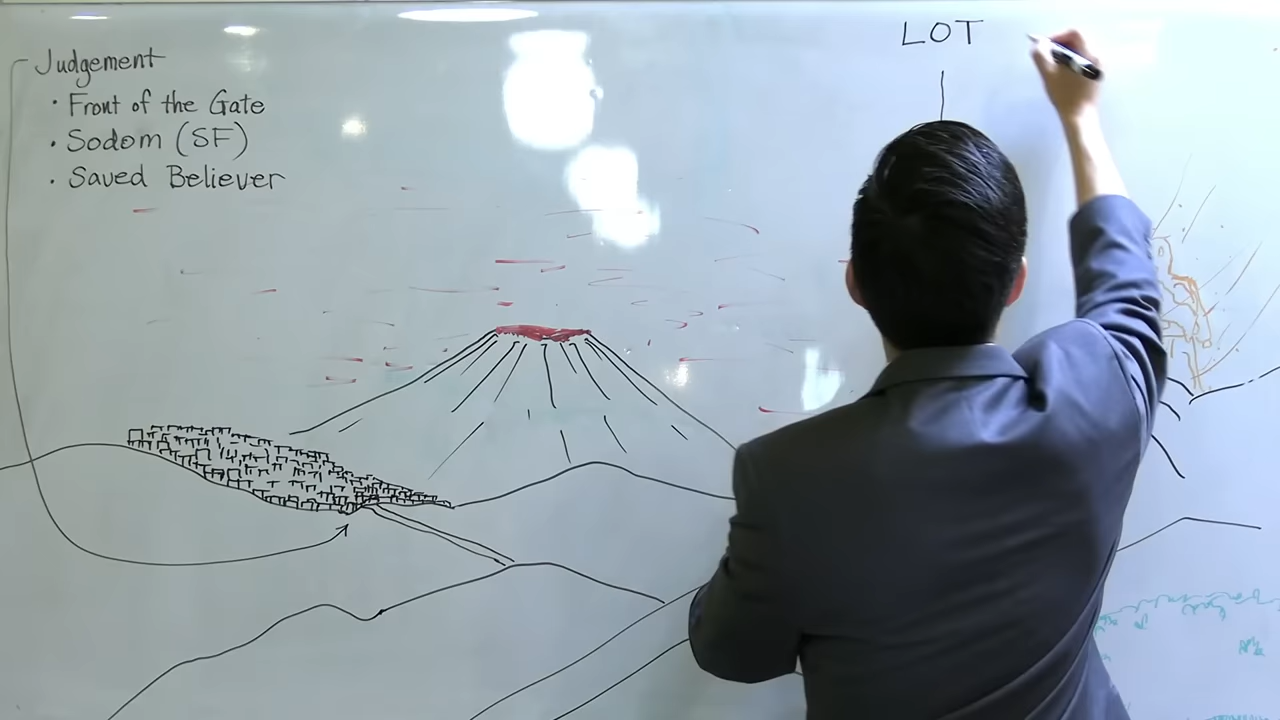 LOT
Judgement
• Front of the Gate
• Sodom (SF)
• Saved Believer